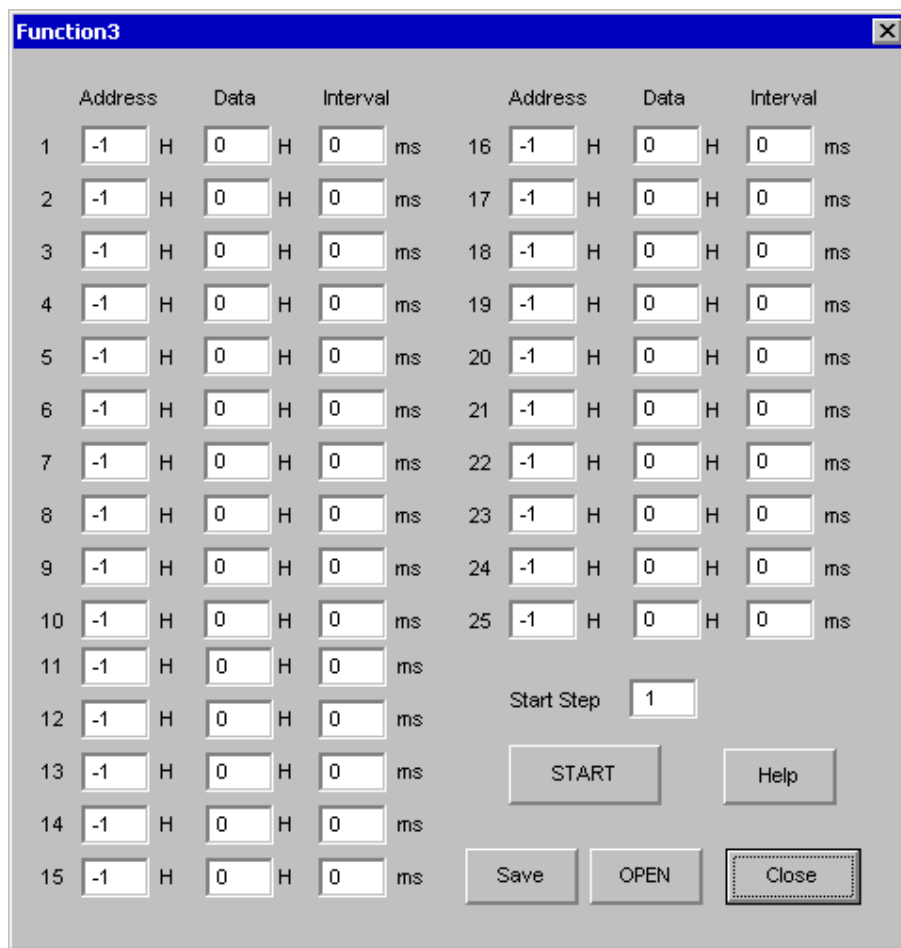 Function3
Address Data Interval Address Data Interval
1 -1 H 0 H 0 ms 16 -1 H 0 H 0 ms
2 -1 H 0 H 0 ms 17 -1 H 0 H 0 ms
3 -1 H 0 H 0 ms 18 -1 H 0 H 0 ms
4 -1 H 0 H 0 ms 19 -1 H 0 H 0 ms
5 -1 H 0 H 0 ms 20 -1 H 0 H 0 ms
6 -1 H 0 H 0 ms 21 -1 H 0 H 0 ms
7 -1 H 0 H 0 ms 22 -1 H 0 H 0 ms
8 -1 H 0 H 0 ms 23 -1 H 0 H 0 ms
9 -1 H 0 H 0 ms 24 -1 H 0 H 0 ms
10 -1 H 0 H 0 ms 25 -1 H 0 H 0 ms
11 -1 H 0 H 0 ms
12 -1 H 0 H 0 ms Start Step 1
13 -1 H 0 H 0 ms START Help
14 -1 H 0 H 0 ms
15 -1 H 0 H 0 ms Save OPEN Close